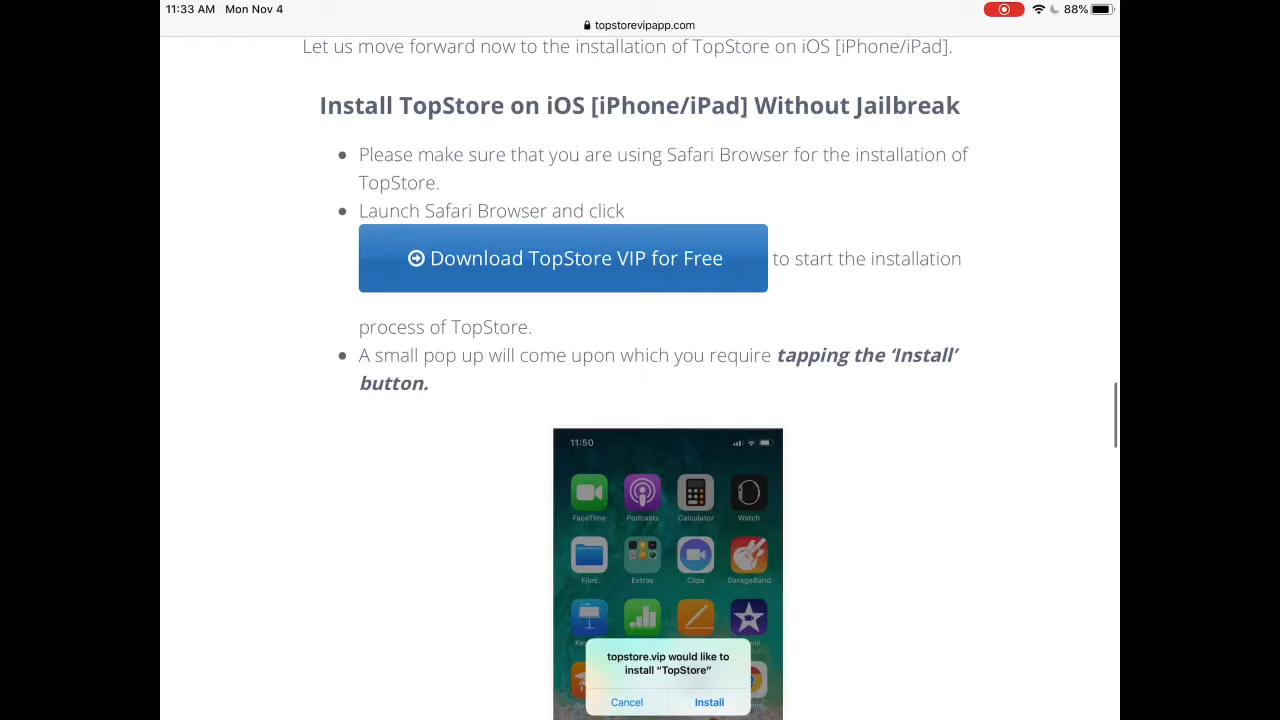 11:33 AM Mon Nov 4
88%
topstorevipapp.com
Let us move forward now to the installation of TopStore on iOS [iPhone/iPad].
Install TopStore on iOS [iPhone/iPad] Without Jailbreak
Please make sure that you are using Safari Browser for the installation of
TopStore.
Launch Safari Browser and click
Download TopStore VIP for Free to start the installation
process of TopStore.
A small pop up will come upon which you require tapping the ‘Install’
button.
11:50
FaceTime Podcasts Calculator Watch
Files Extras Clips GarageBand
topstore.vip would like to
install “TopStore”
Cancel Install